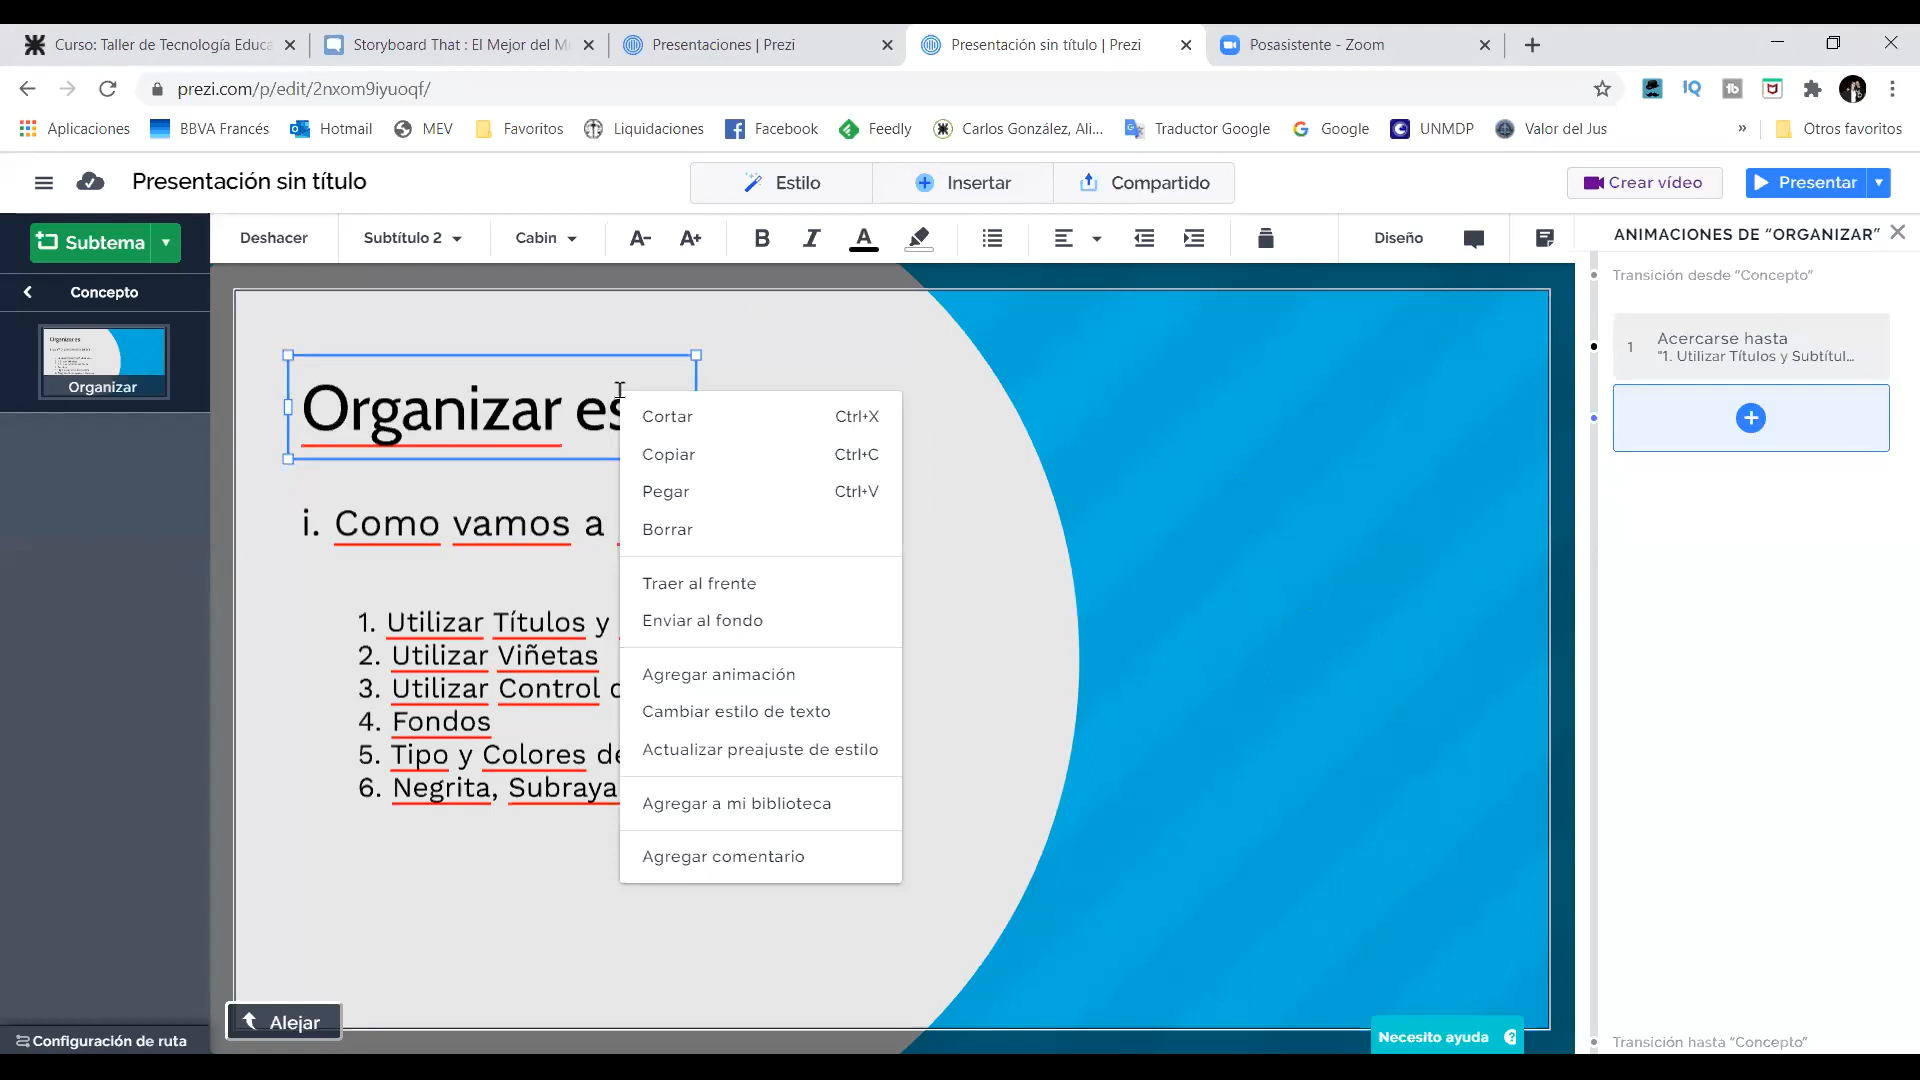 Curso: Taller de Tecnología Educa
Storyboard That : El Mejor del M
Presentaciones | Prezi
Presentación sin título | Prezi
Posasistente - Zoom
prezi.com/p/edit/2nxom9iyuoqf/
IQ
Aplicaciones
BBVA Francés
Hotmail
MEV
Favoritos
Liquidaciones
Facebook
Feedly
Carlos González, Ali...
Traductor Google
Google
UNMDP
Valor del Jus
»
Otros favoritos
Presentación sin título
Estilo
Insertar
Compartido
Crear vídeo
Presentar
Subtema
Deshacer
Subtítulo 2
Cabin
A-
A+
B
I
A
Diseño
ANIMACIONES DE “ORGANIZAR”
Concepto
Organizar
Transición desde “Concepto”
1 Acercarse hasta
“1. Utilizar Títulos y Subtítul...
Organizar es
i. Como vamos a
1. Utilizar Títulos y
2. Utilizar Viñetas
3. Utilizar Control
4. Fondos
5. Tipo y Colores de
6. Negrita, Subraya
Cortar Ctrl+X
Copiar Ctrl+C
Pegar Ctrl+V
Borrar
Traer al frente
Enviar al fondo
Agregar animación
Cambiar estilo de texto
Actualizar preajuste de estilo
Agregar a mi biblioteca
Agregar comentario
Alejar
Configuración de ruta
Necesito ayuda ?
Transición hasta “Concepto”